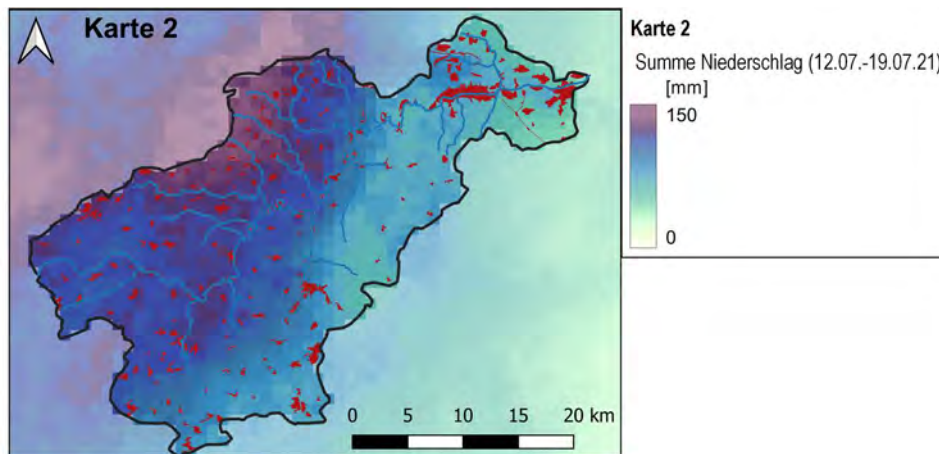 Karte 2
Karte 2
Summe Niederschlag (12.07.-19.07.21)
[mm]
150
0
0 5 10 15 20 km